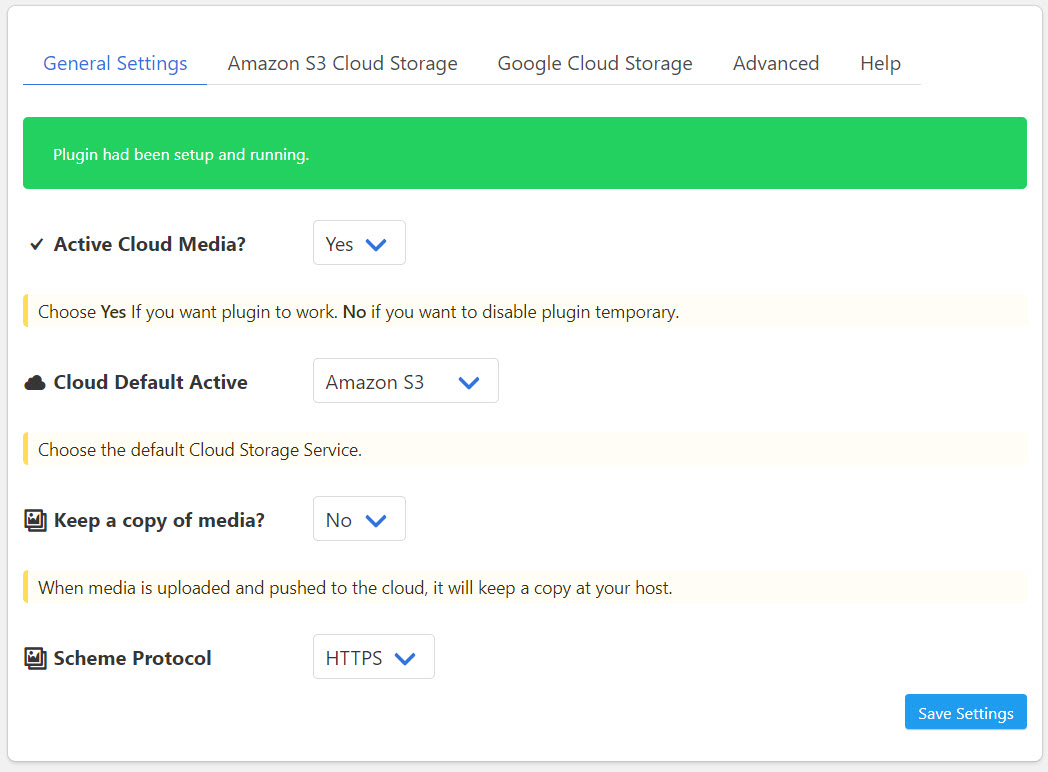 General Settings Amazon S3 Cloud Storage Google Cloud Storage Advanced Help
Plugin had been setup and running.
Active Cloud Media? Yes
Choose Yes If you want plugin to work. No if you want to disable plugin temporary.
Cloud Default Active Amazon S3
Choose the default Cloud Storage Service.
Keep a copy of media? No
When media is uploaded and pushed to the cloud, it will keep a copy at your host.
Scheme Protocol HTTPS
Save Settings